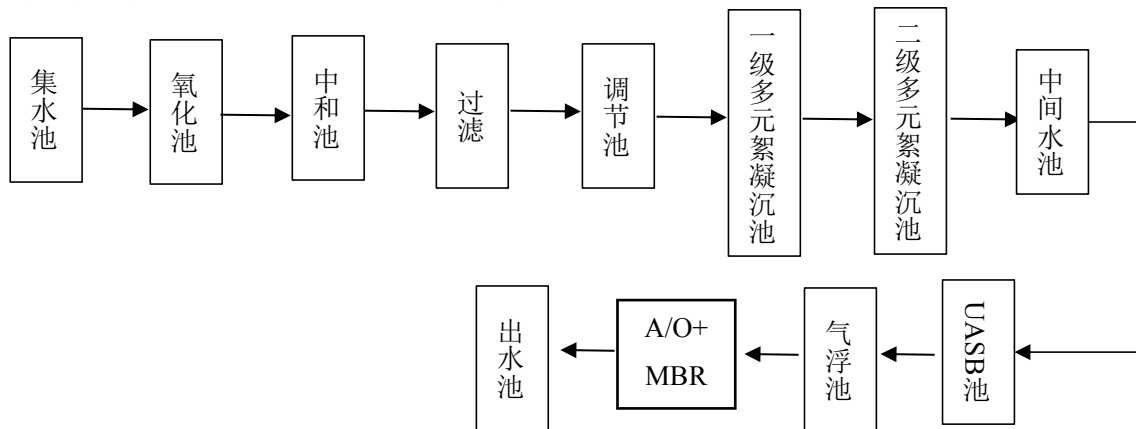 集水池
氧化池
中和池
过滤
调节池
一级多元絮凝沉池
二级多元絮凝沉池
中间水池
出水池
A/O+
MBR
气浮池
UASB池